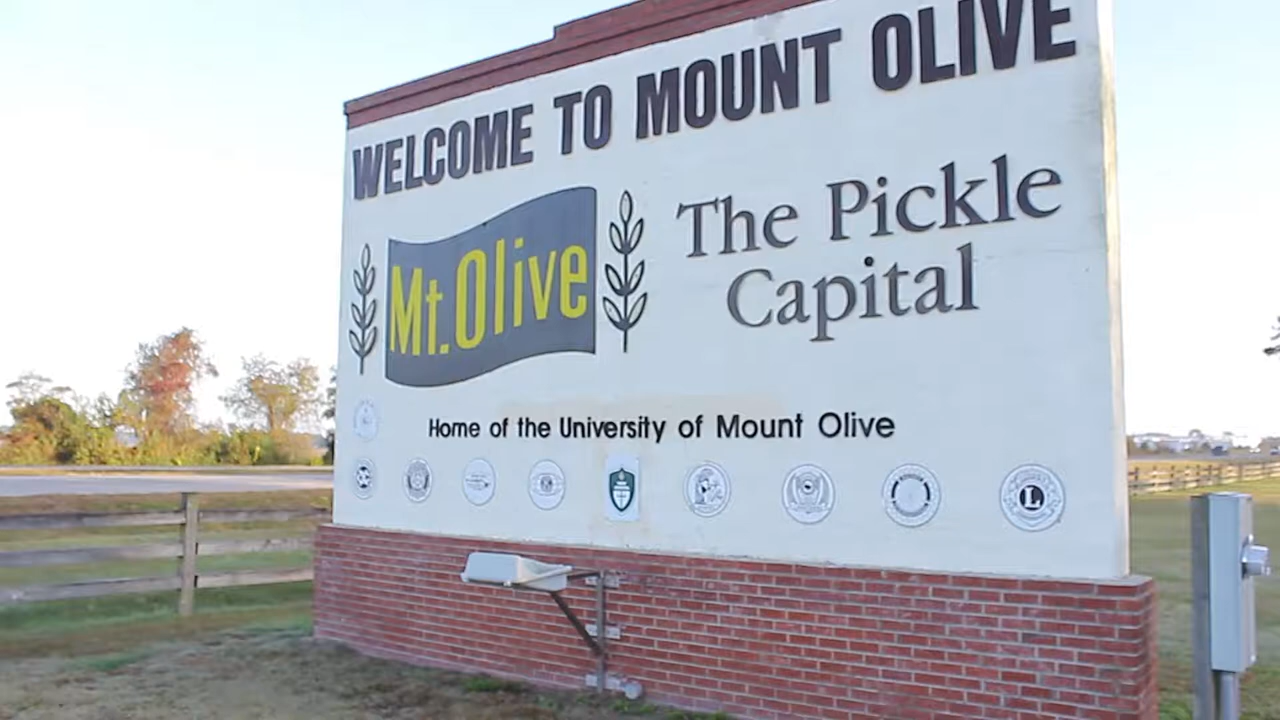 WELCOME TO MOUNT OLIVE
Mt. Olive
The Pickle
Capital
Home of the University of Mount Olive
L